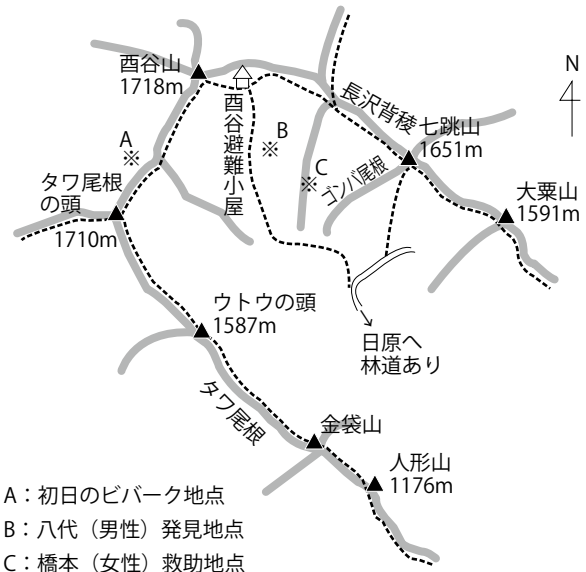 酉谷山
1718m
N
長沢背稜
七跳山
1651m
酉谷避難小屋
A
※
B
※
C
※
ゴンバ尾根
タワ尾根
の頭
1710m
大粟山
1591m
ウトウの頭
1587m
日原へ
林道あり
タワ尾根
金袋山
人形山
1176m
A：初日のビバーク地点
B：八代（男性）発見地点
C：橋本（女性）救助地点